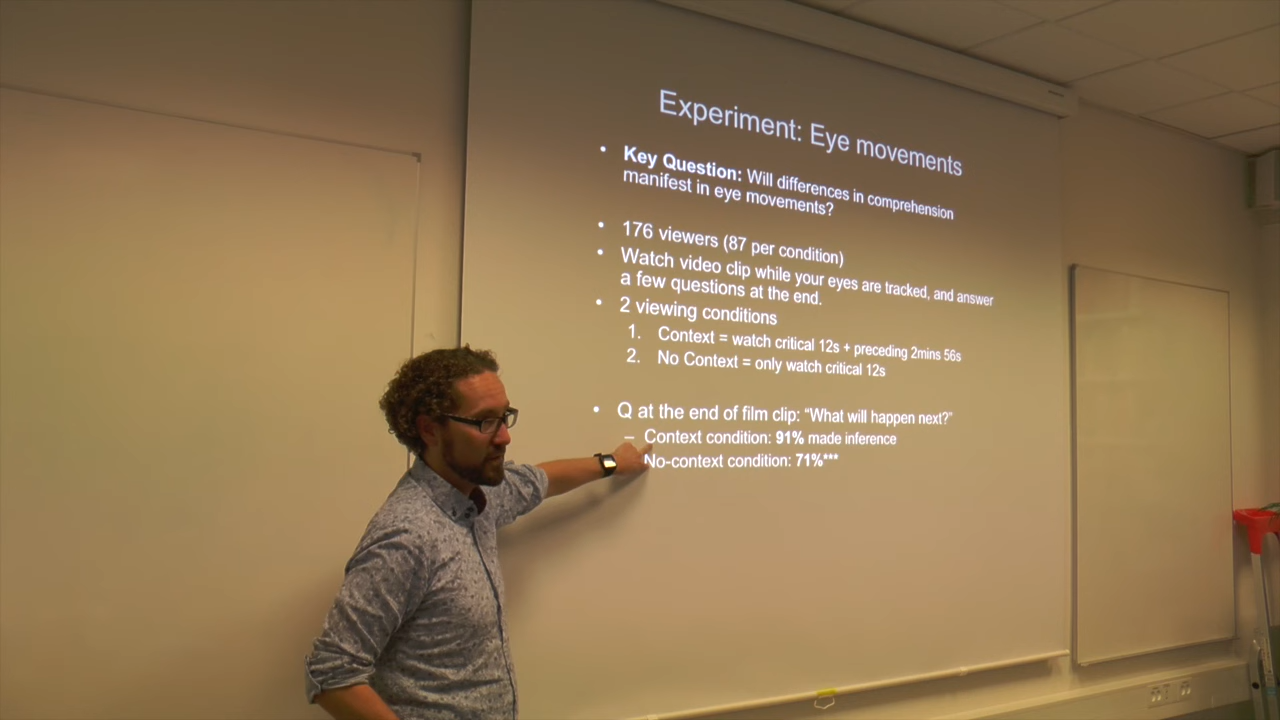 Experiment: Eye movements
• Key Question: Will differences in comprehension
manifest in eye movements?
• 176 viewers (87 per condition)
• Watch video clip while your eyes are tracked, and answer
a few questions at the end.
• 2 viewing conditions
1. Context = watch critical 12s + preceding 2mins 56s
2. No Context = only watch critical 12s
• Q at the end of film clip: “What will happen next?”
– Context condition: 91% made inference
No-context condition: 71%***